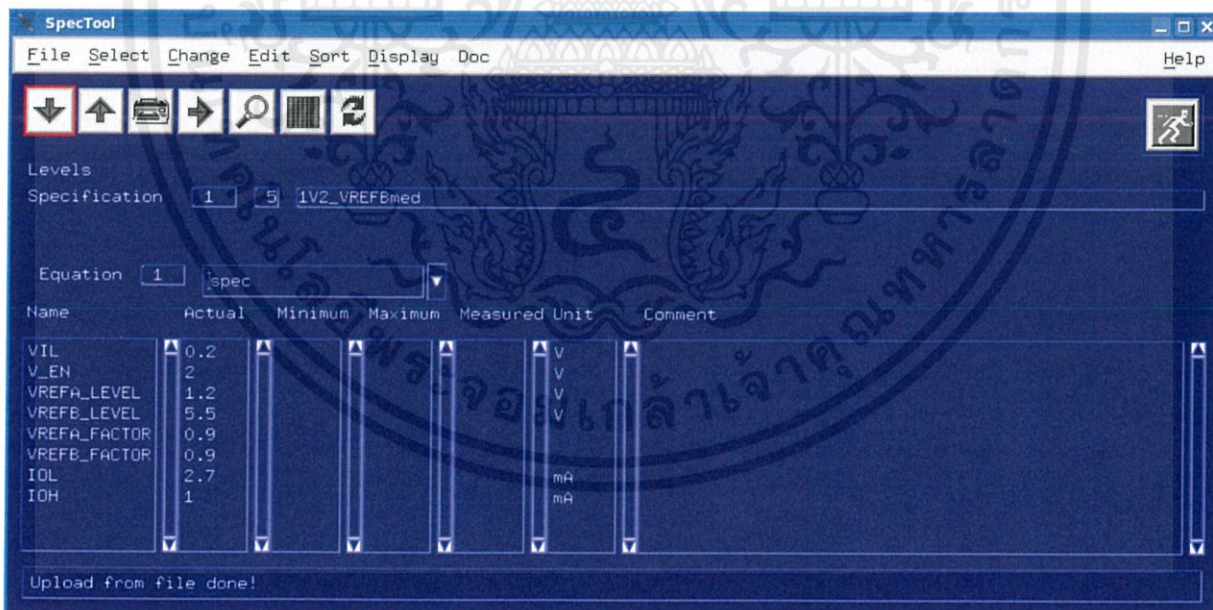 SpecTool
File Select Change Edit Sort Display Doc Help
Levels
Specification 1 5 1V2_VREFBmed
Equation 1 spec
Name Actual Minimum Maximum Measured Unit Comment
VIL 0.2 V
V_EN 2 V
VREFA_LEVEL 1.2 V
VREFB_LEVEL 5.5 V
VREFA_FACTOR 0.9
VREFB_FACTOR 0.9
IOL 2.7 mA
IOH 1 mA
Upload from file done!